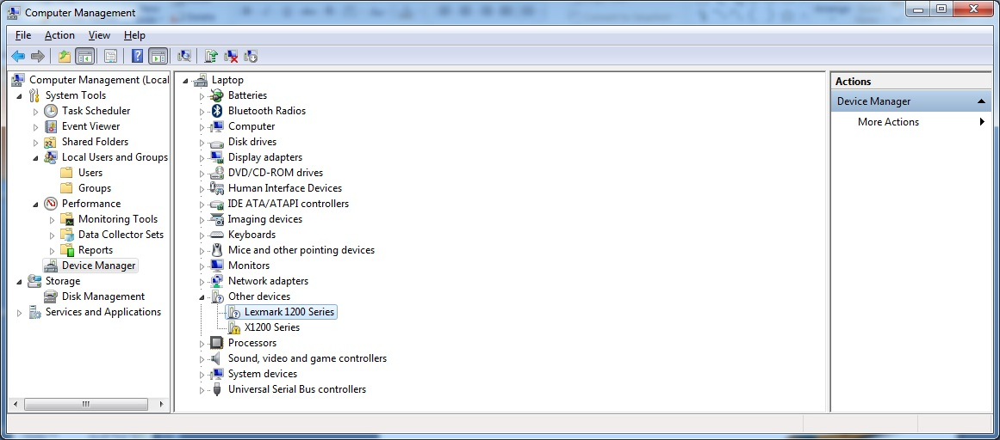 Computer Management
File Action View Help
Computer Management (Local
System Tools
Task Scheduler
Event Viewer
Shared Folders
Local Users and Groups
Users
Groups
Performance
Monitoring Tools
Data Collector Sets
Reports
Device Manager
Storage
Disk Management
Services and Applications
Laptop
Batteries
Bluetooth Radios
Computer
Disk drives
Display adapters
DVD/CD-ROM drives
Human Interface Devices
IDE ATA/ATAPI controllers
Imaging devices
Keyboards
Mice and other pointing devices
Monitors
Network adapters
Other devices
Lexmark 1200 Series
X1200 Series
Processors
Sound, video and game controllers
System devices
Universal Serial Bus controllers
Actions
Device Manager
More Actions